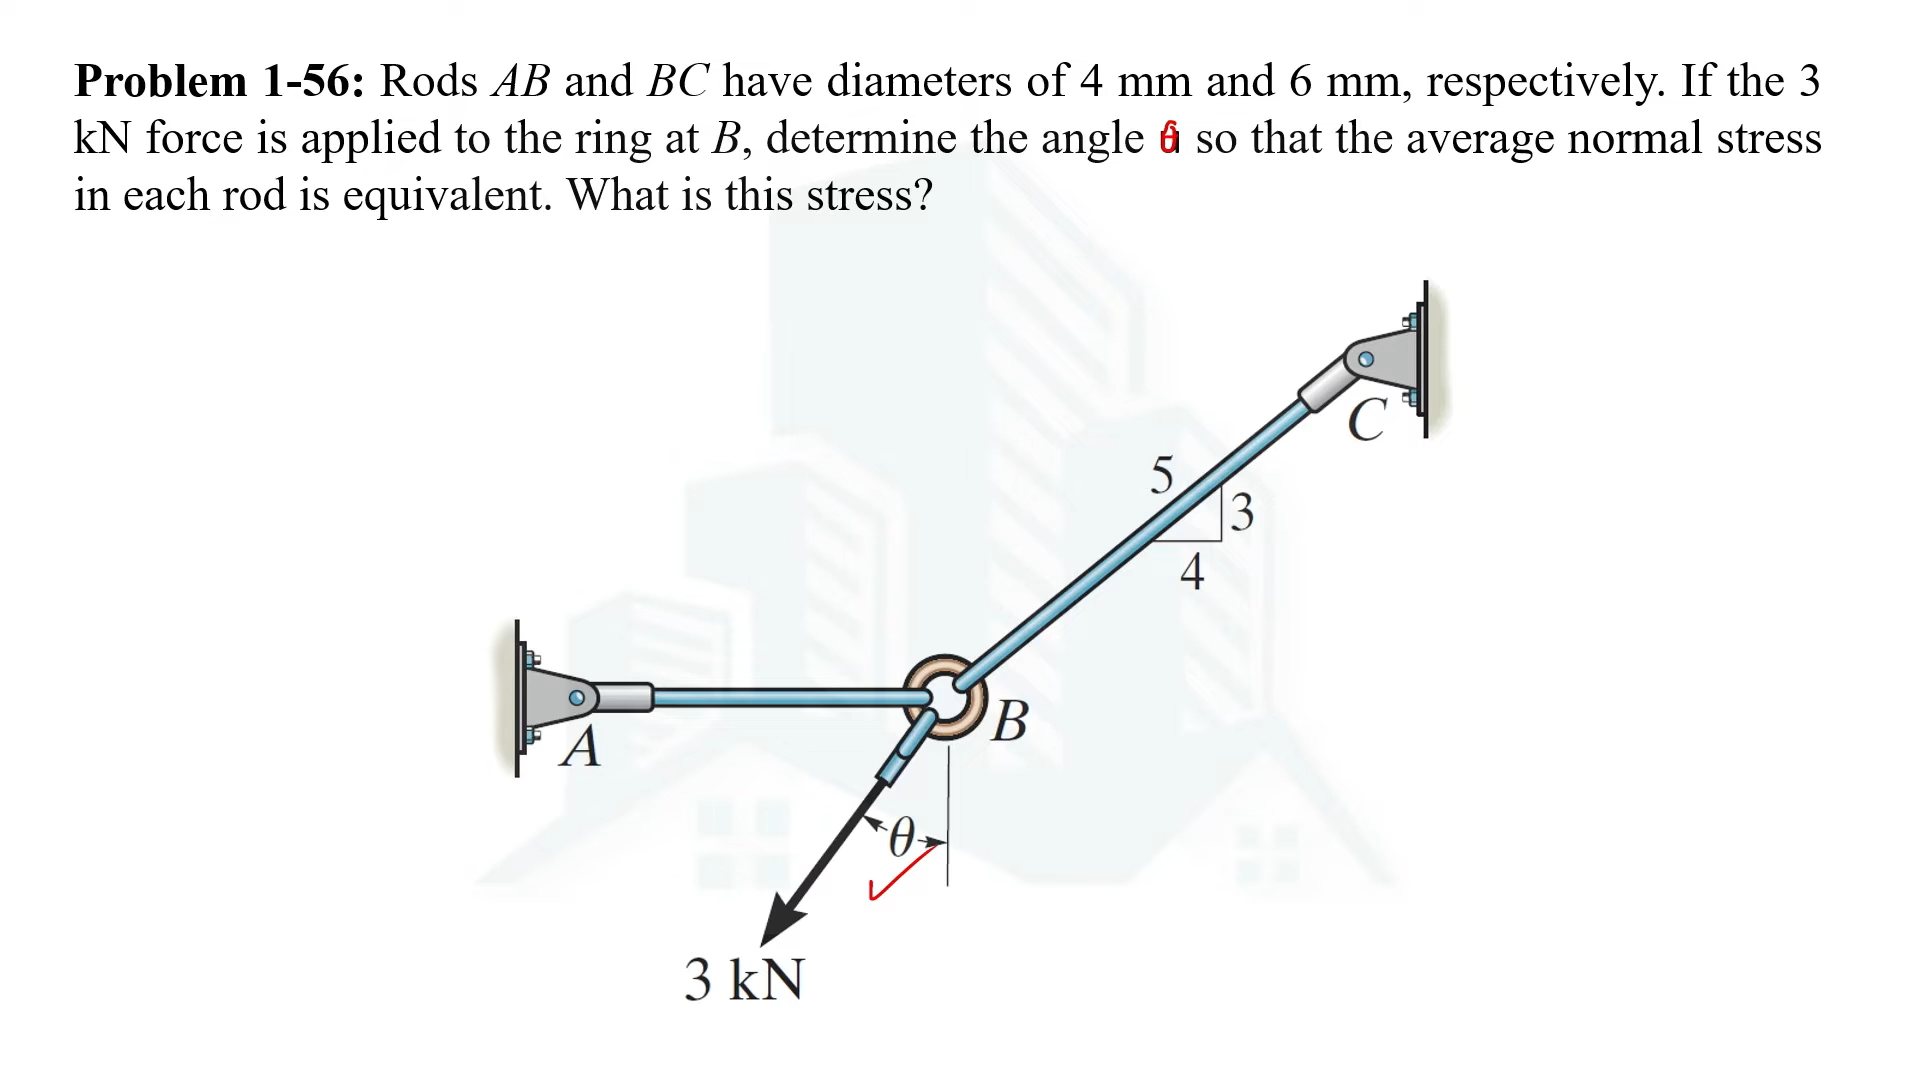 Problem 1-56: Rods AB and BC have diameters of 4 mm and 6 mm, respectively. If the 3
kN force is applied to the ring at B, determine the angle θ so that the average normal stress
in each rod is equivalent. What is this stress?
C
5
3
4
A
B
θ
3 kN